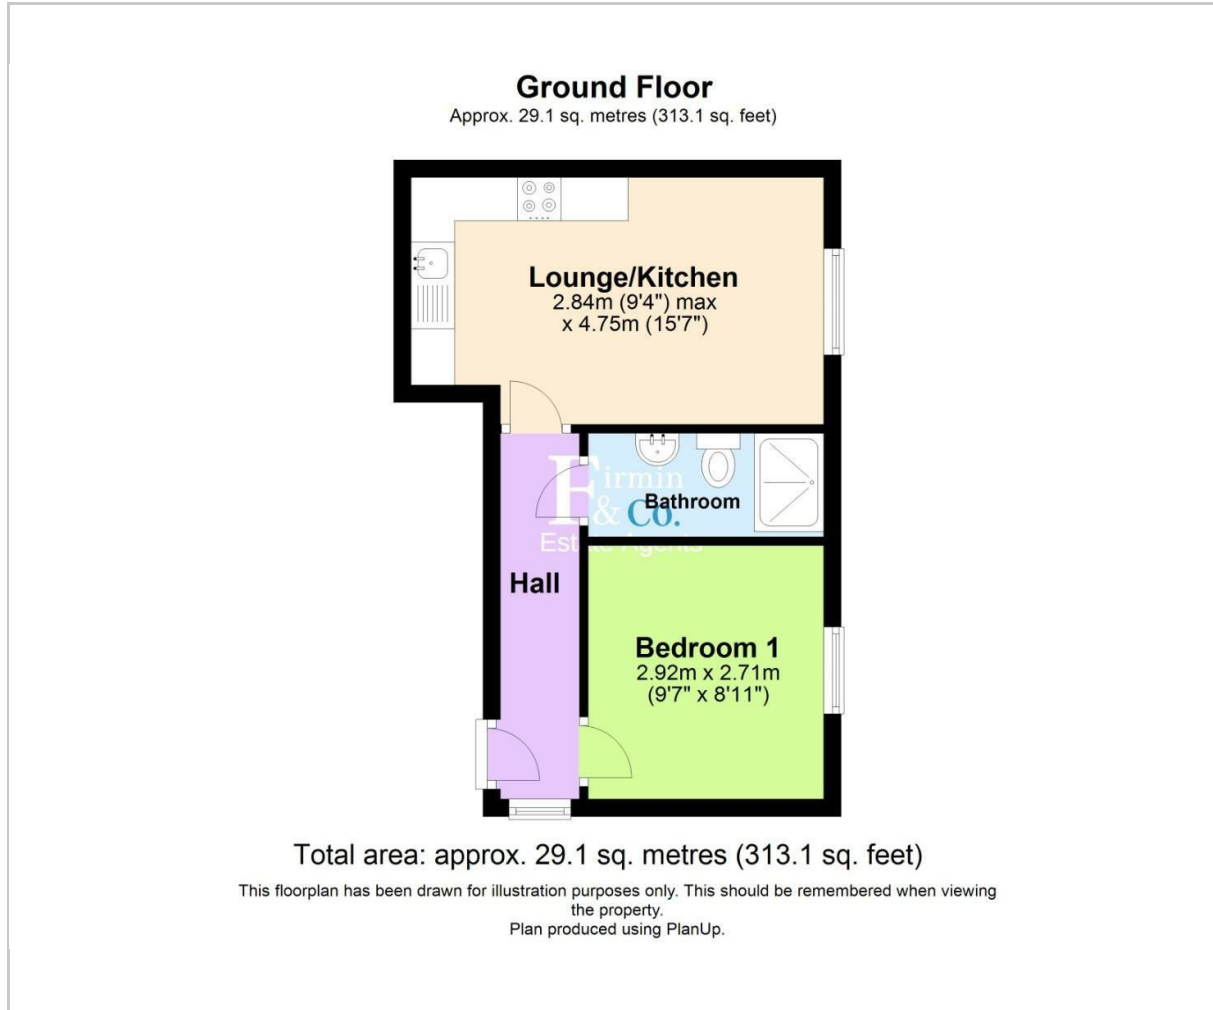 Ground Floor
Approx. 29.1 sq. metres (313.1 sq. feet)
Lounge/Kitchen
2.84m (9'4") max
x 4.75m (15'7")
Firmin
& Co.
Estate Agents
Bathroom
Hall
Bedroom 1
2.92m x 2.71m
(9'7" x 8'11")
Total area: approx. 29.1 sq. metres (313.1 sq. feet)
This floorplan has been drawn for illustration purposes only. This should be remembered when viewing
the property.
Plan produced using PlanUp.